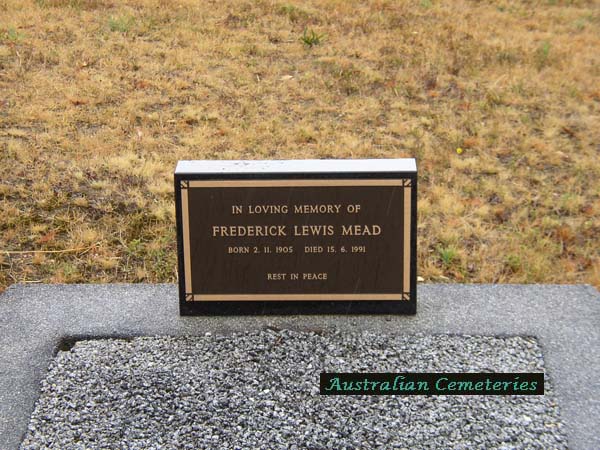 IN LOVING MEMORY OF
FREDERICK LEWIS MEAD
BORN 2. 11. 1905 DIED 15. 6. 1991
REST IN PEACE
Australian Cemeteries